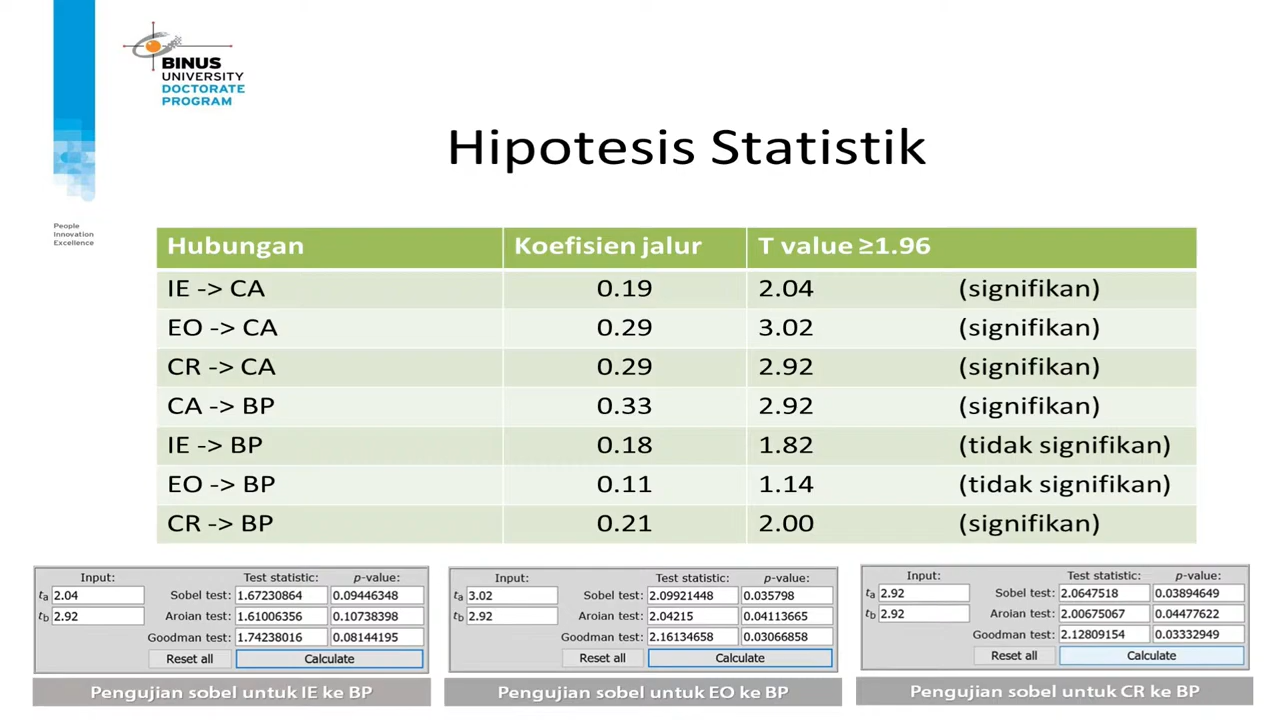 BINUS
UNIVERSITY
DOCTORATE
PROGRAM
Hipotesis Statistik
People
Innovation
Excellence
Hubungan Koefisien jalur T value ≥1.96
IE -> CA 0.19 2.04 (signifikan)
EO -> CA 0.29 3.02 (signifikan)
CR -> CA 0.29 2.92 (signifikan)
CA -> BP 0.33 2.92 (signifikan)
IE -> BP 0.18 1.82 (tidak signifikan)
EO -> BP 0.11 1.14 (tidak signifikan)
CR -> BP 0.21 2.00 (signifikan)
Input: Test statistic: p-value:
ta 2.04 Sobel test: 1.67230864 0.09446348
tb 2.92 Aroian test: 1.61006356 0.10738398
Goodman test: 1.74238016 0.08144195
Reset all Calculate
Pengujian sobel untuk IE ke BP
Input: Test statistic: p-value:
ta 3.02 Sobel test: 2.09921448 0.035798
tb 2.92 Aroian test: 2.04215 0.04113665
Goodman test: 2.16134658 0.03066858
Reset all Calculate
Pengujian sobel untuk EO ke BP
Input: Test statistic: p-value:
ta 2.92 Sobel test: 2.0647518 0.03894649
tb 2.92 Aroian test: 2.00675067 0.04477622
Goodman test: 2.12809154 0.03332949
Reset all Calculate
Pengujian sobel untuk CR ke BP